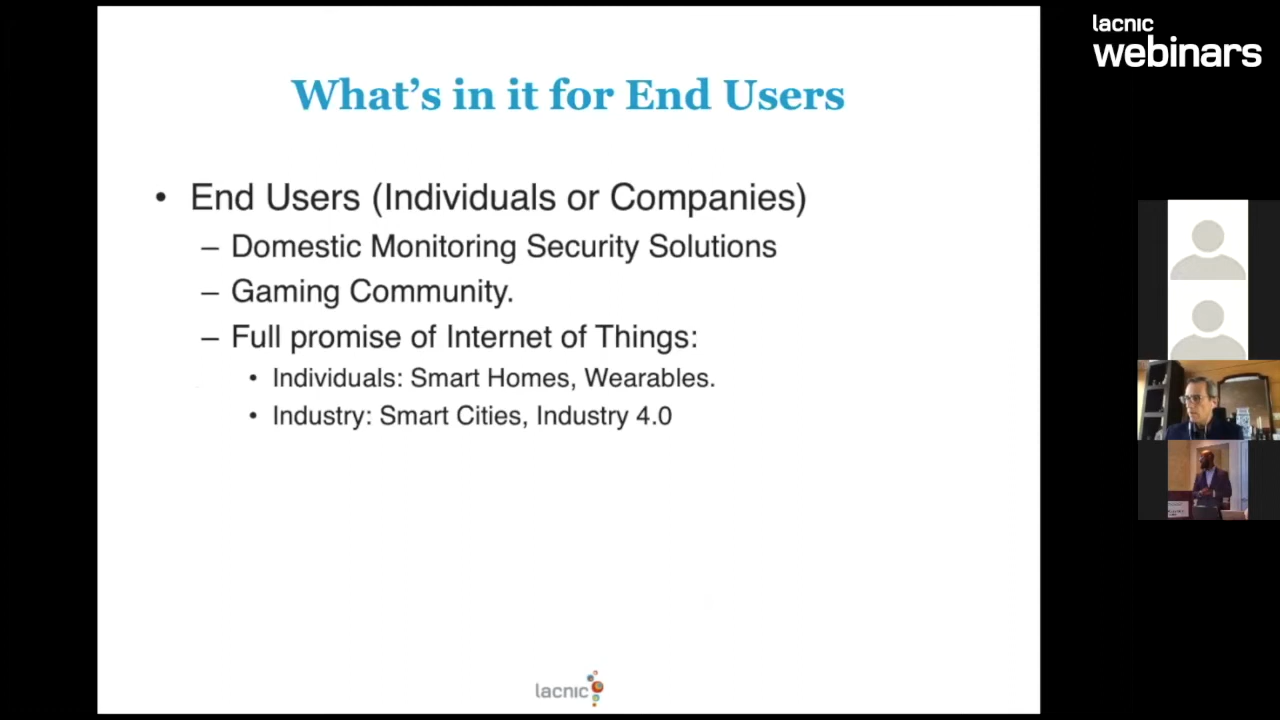 lacnic
webinars
What's in it for End Users
• End Users (Individuals or Companies)
– Domestic Monitoring Security Solutions
– Gaming Community.
– Full promise of Internet of Things:
• Individuals: Smart Homes, Wearables.
• Industry: Smart Cities, Industry 4.0
lacnic